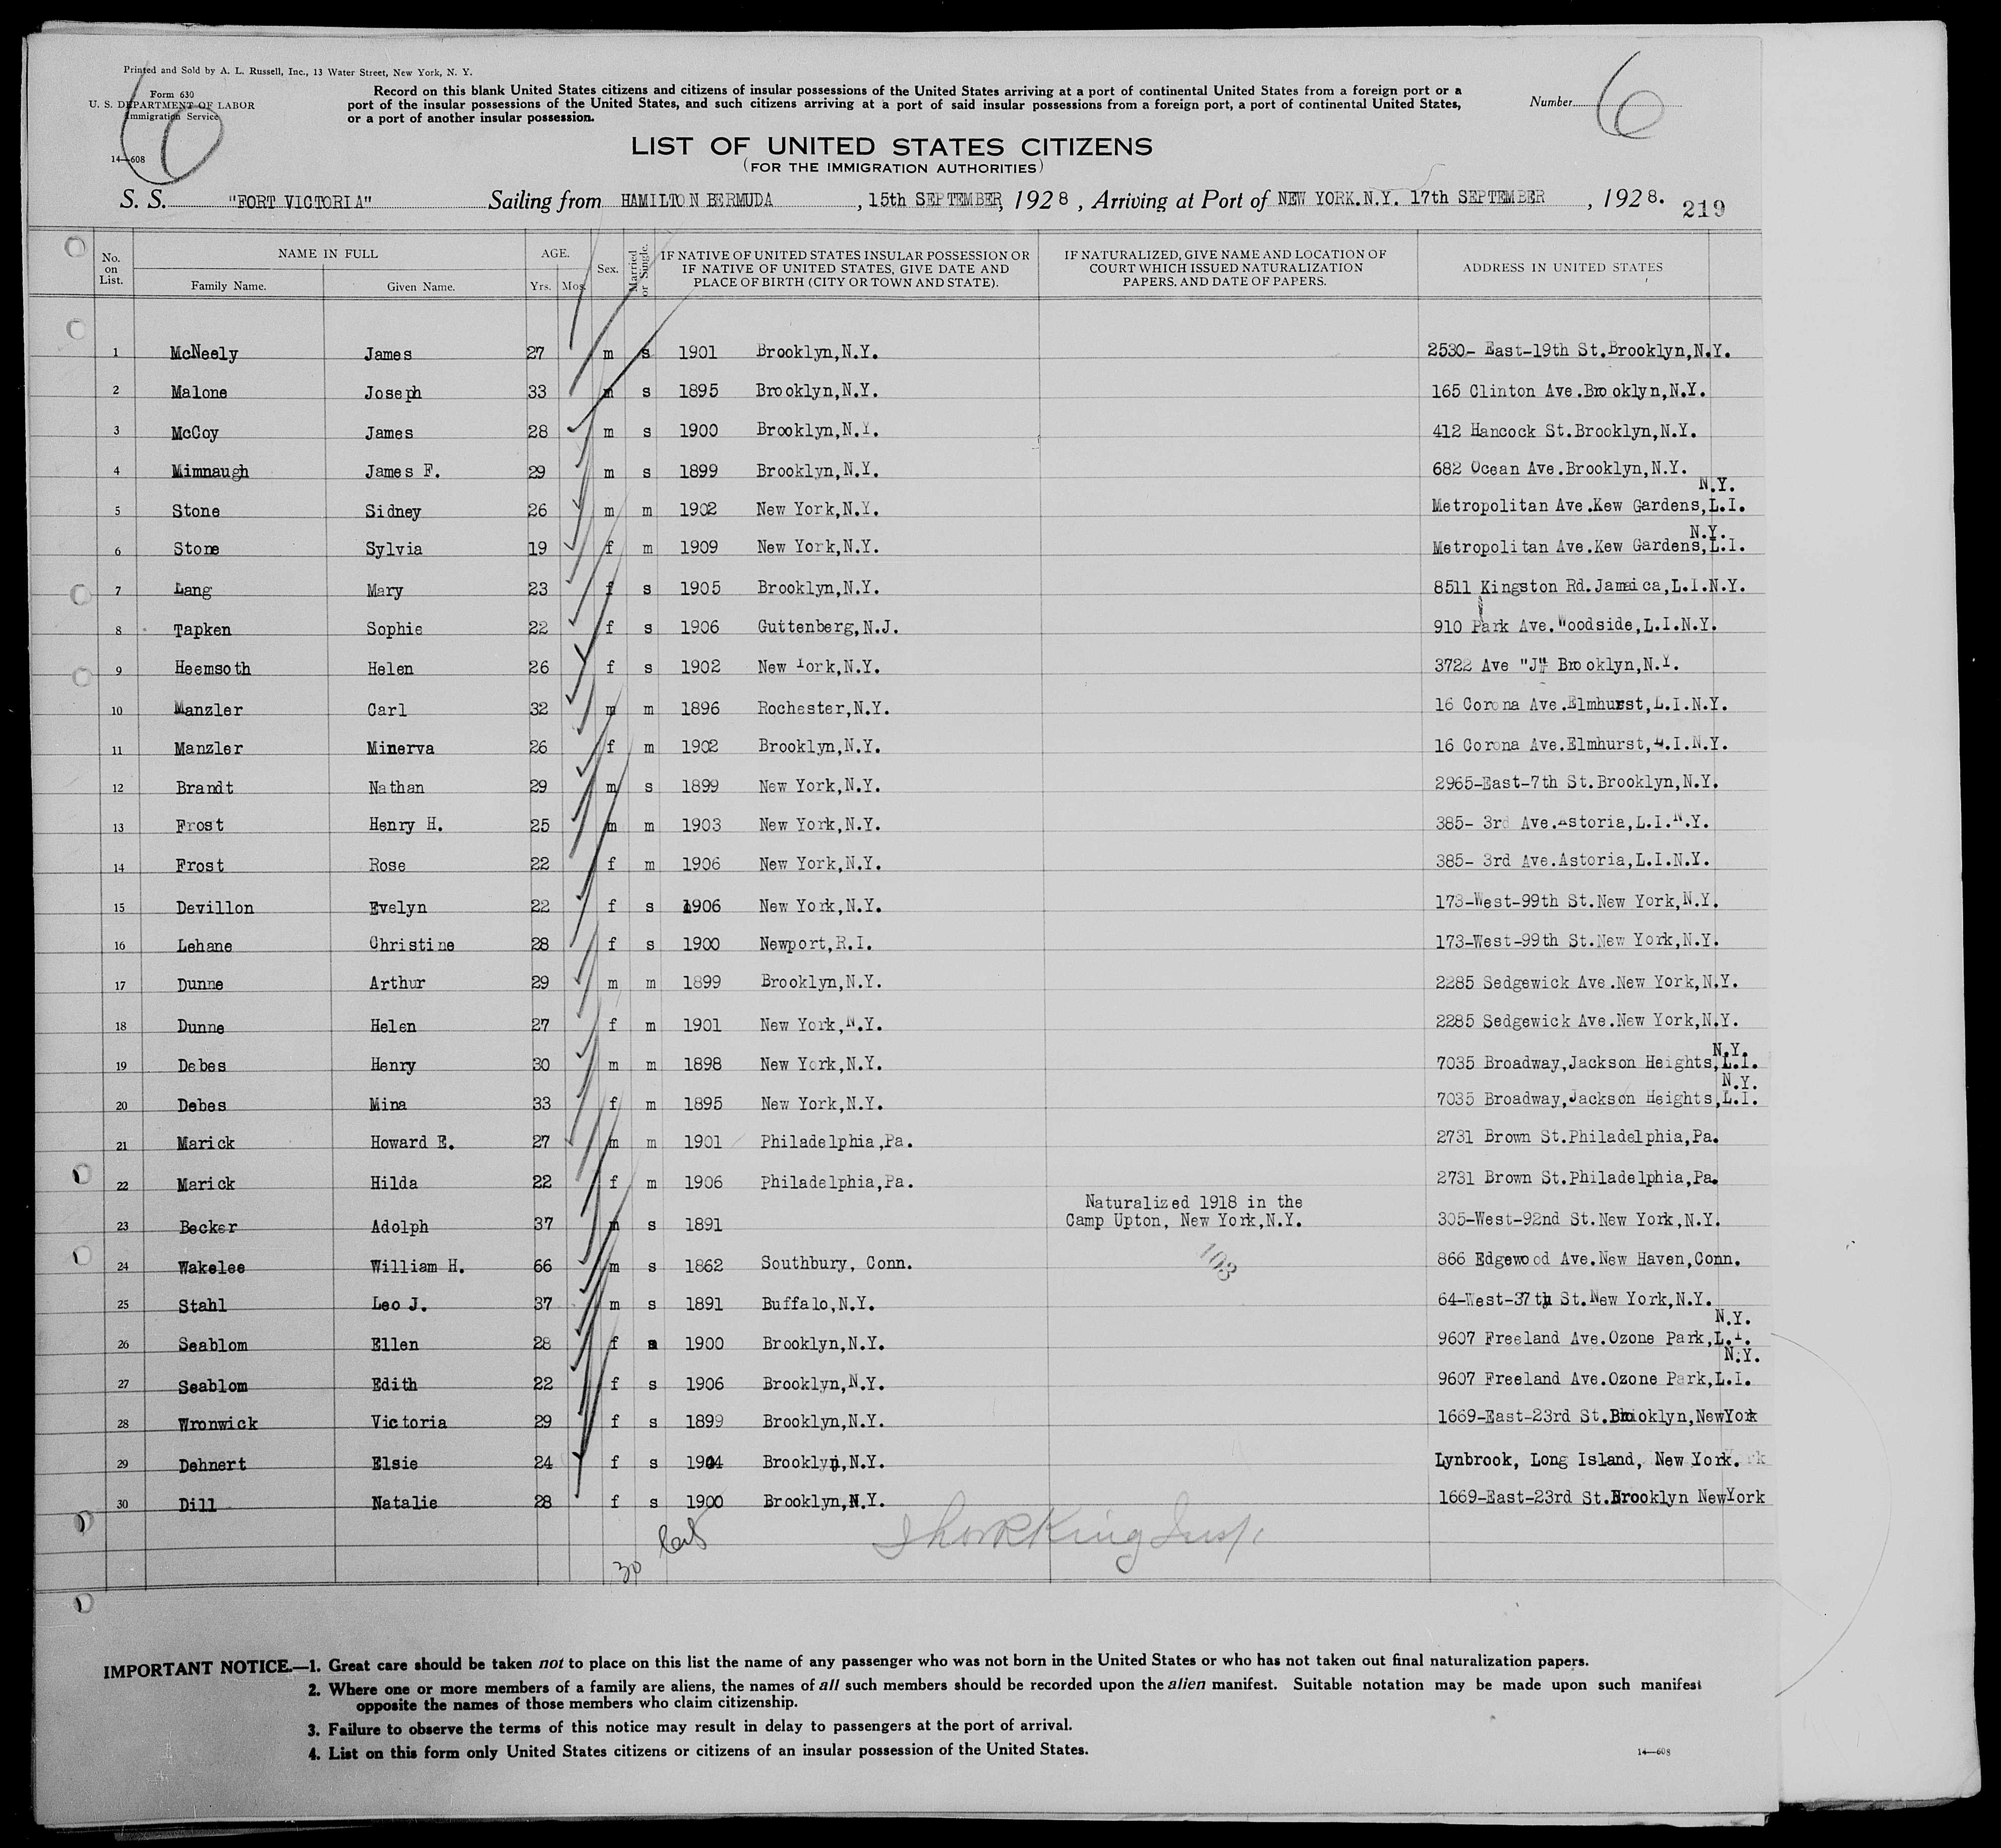 Printed and Sold by A. L. Russell, Inc., 13 Water Street, New York, N. Y.
Form 630
U. S. DEPARTMENT OF LABOR
Immigration Service
14—608
6
Record on this blank United States citizens and citizens of insular possessions of the United States arriving at a port of continental United States from a foreign port or a
port of the insular possessions of the United States, and such citizens arriving at a port of said insular possessions from a foreign port, a port of continental United States,
or a port of another insular possession.
Number 6
LIST OF UNITED STATES CITIZENS
(FOR THE IMMIGRATION AUTHORITIES)
S. S. "FORT VICTORIA" Sailing from HAMILTON BERMUDA, 15th SEPTEMBER, 1928, Arriving at Port of NEW YORK.N.Y. 17th SEPTEMBER, 1928.
219
No. on List. NAME IN FULL Family Name. Given Name. AGE. Yrs. Mos. Sex. Married or Single. IF NATIVE OF UNITED STATES INSULAR POSSESSION OR IF NATIVE OF UNITED STATES, GIVE DATE AND PLACE OF BIRTH (CITY OR TOWN AND STATE). IF NATURALIZED, GIVE NAME AND LOCATION OF COURT WHICH ISSUED NATURALIZATION PAPERS, AND DATE OF PAPERS. ADDRESS IN UNITED STATES
1 McNeely James 27 m s 1901 Brooklyn,N.Y. 2530- East-19th St.Brooklyn,N.Y.
2 Malone Joseph 33 m s 1895 Brooklyn,N.Y. 165 Clinton Ave.Brooklyn,N.Y.
3 McCoy James 28 m s 1900 Brooklyn,N.Y. 412 Hancock St.Brooklyn,N.Y.
4 Mimnaugh James F. 29 m s 1899 Brooklyn,N.Y. 682 Ocean Ave.Brooklyn,N.Y.
5 Stone Sidney 26 m m 1902 New York,N.Y. Metropolitan Ave.Kew Gardens,L.I. N.Y.
6 Stone Sylvia 19 f m 1909 New York,N.Y. Metropolitan Ave.Kew Gardens,L.I. N.Y.
7 Lang Mary 23 f s 1905 Brooklyn,N.Y. 8511 Kingston Rd.Jamaica,L.I.N.Y.
8 Tapken Sophie 22 f s 1906 Guttenberg,N.J. 910 Park Ave.Woodside,L.I.N.Y.
9 Heemsoth Helen 26 f s 1902 New York,N.Y. 3722 Ave "J" Brooklyn,N.Y.
10 Manzler Carl 32 m m 1896 Rochester,N.Y. 16 Corona Ave.Elmhurst,L.I.N.Y.
11 Manzler Minerva 26 f m 1902 Brooklyn,N.Y. 16 Corona Ave.Elmhurst,L.I.N.Y.
12 Brandt Nathan 29 m s 1899 New York,N.Y. 2965-East-7th St.Brooklyn,N.Y.
13 Frost Henry H. 25 m m 1903 New York,N.Y. 385- 3rd Ave.Astoria,L.I.N.Y.
14 Frost Rose 22 f m 1906 New York,N.Y. 385- 3rd Ave.Astoria,L.I.N.Y.
15 Devillon Evelyn 22 f s 1906 New York,N.Y. 173-West-99th St.New York,N.Y.
16 Lehane Christine 28 f s 1900 Newport,R.I. 173-West-99th St.New York,N.Y.
17 Dunne Arthur 29 m m 1899 Brooklyn,N.Y. 2285 Sedgewick Ave.New York,N.Y.
18 Dunne Helen 27 f m 1901 New York,N.Y. 2285 Sedgewick Ave.New York,N.Y.
19 Debes Henry 30 m m 1898 New York,N.Y. 7035 Broadway,Jackson Heights,L.I. N.Y.
20 Debes Mina 33 f m 1895 New York,N.Y. 7035 Broadway,Jackson Heights,L.I. N.Y.
21 Marick Howard E. 27 m m 1901 Philadelphia,Pa. 2731 Brown St.Philadelphia,Pa.
22 Marick Hilda 22 f m 1906 Philadelphia,Pa. 2731 Brown St.Philadelphia,Pa.
23 Becker Adolph 37 m s 1891 Naturalized 1918 in the Camp Upton, New York,N.Y. 305-West-92nd St.New York,N.Y.
103
24 Wakelee William H. 66 m s 1862 Southbury, Conn. 866 Edgewood Ave.New Haven,Conn.
25 Stahl Leo J. 37 m s 1891 Buffalo,N.Y. 64-West-37th St.New York,N.Y.
26 Seablom Ellen 28 f s 1900 Brooklyn,N.Y. 9607 Freeland Ave.Ozone Park,L.I. N.Y.
27 Seablom Edith 22 f s 1906 Brooklyn,N.Y. 9607 Freeland Ave.Ozone Park,L.I. N.Y.
28 Wronwick Victoria 29 f s 1899 Brooklyn,N.Y. 1669-East-23rd St.Brooklyn,NewYork
29 Dehnert Elsie 24 f s 1904 Brooklyn,N.Y. Lynbrook, Long Island, New York.
30 Dill Natalie 28 f s 1900 Brooklyn,N.Y. 1669-East-23rd St.Brooklyn NewYork
30
IMPORTANT NOTICE.—1. Great care should be taken not to place on this list the name of any passenger who was not born in the United States or who has not taken out final naturalization papers.
2. Where one or more members of a family are aliens, the names of all such members should be recorded upon the alien manifest. Suitable notation may be made upon such manifest
opposite the names of those members who claim citizenship.
3. Failure to observe the terms of this notice may result in delay to passengers at the port of arrival.
4. List on this form only United States citizens or citizens of an insular possession of the United States.
14—608